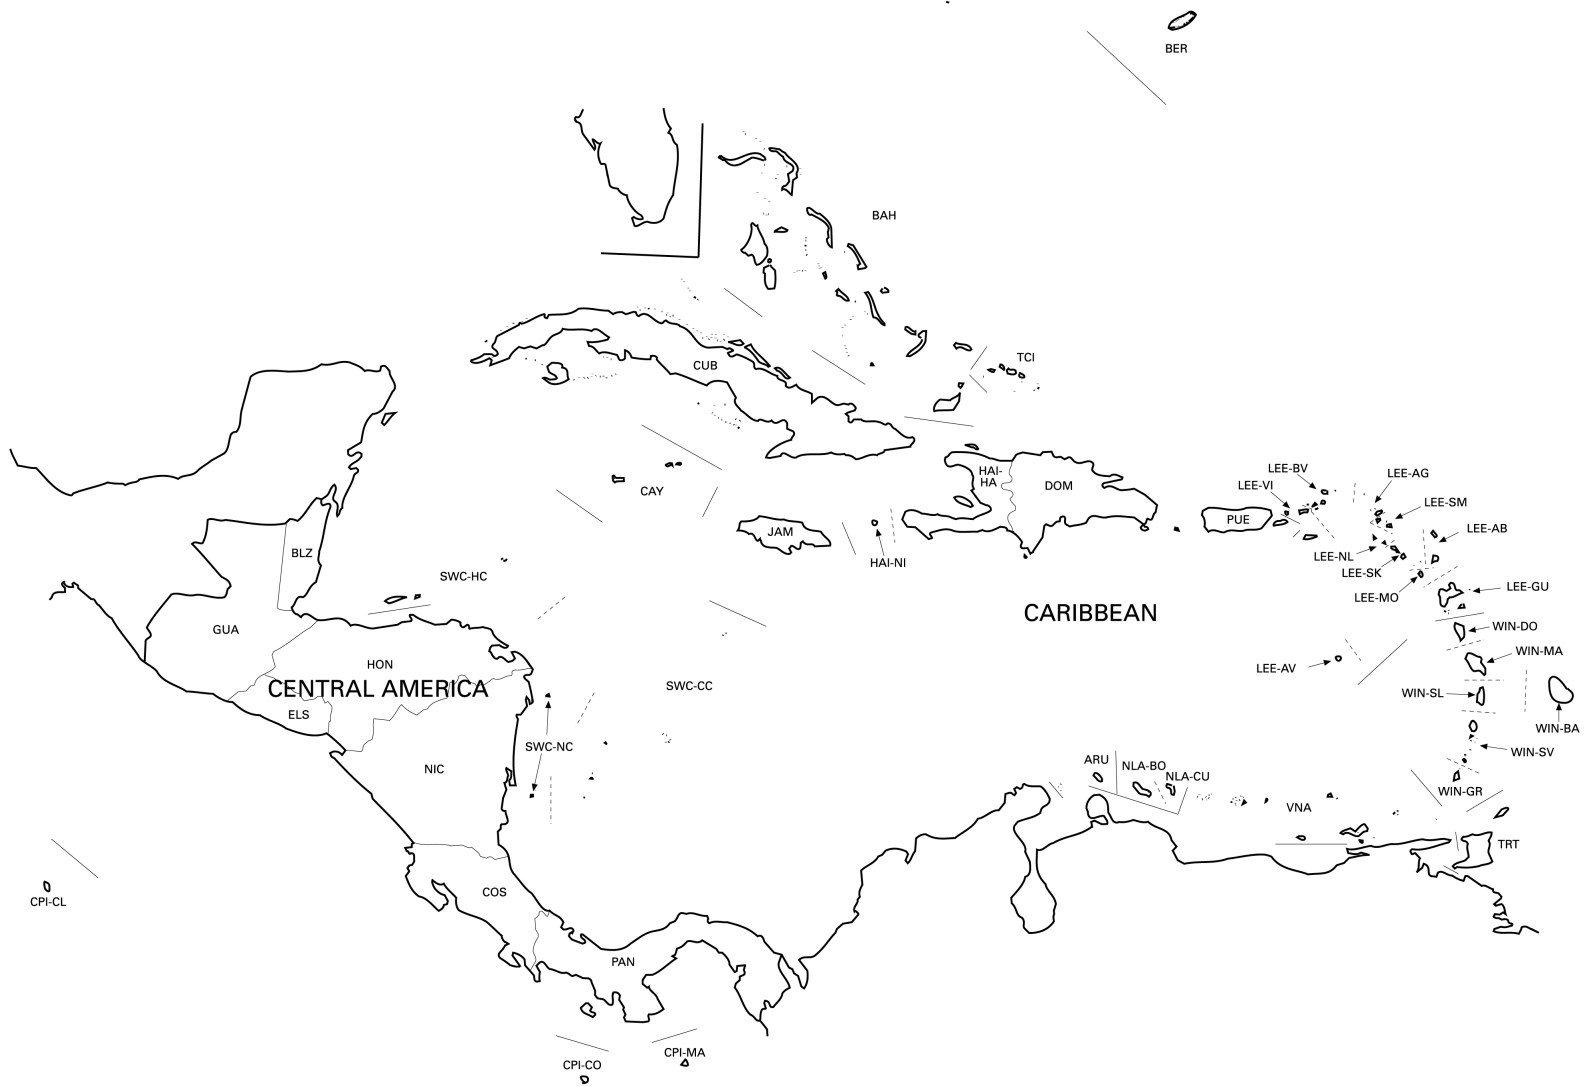 BER
BAH
TCI
CUB
CAY
HAI-
HA
DOM
JAM
HAI-NI
PUE
LEE-BV
LEE-VI
LEE-AG
LEE-SM
LEE-AB
LEE-NL
LEE-SK
LEE-MO
LEE-GU
WIN-DO
WIN-MA
LEE-AV
WIN-SL
WIN-BA
WIN-SV
WIN-GR
CARIBBEAN
BLZ
SWC-HC
GUA
HON
CENTRAL AMERICA
ELS
SWC-CC
SWC-NC
NIC
ARU
NLA-BO
NLA-CU
VNA
TRT
COS
CPI-CL
PAN
CPI-CO
CPI-MA